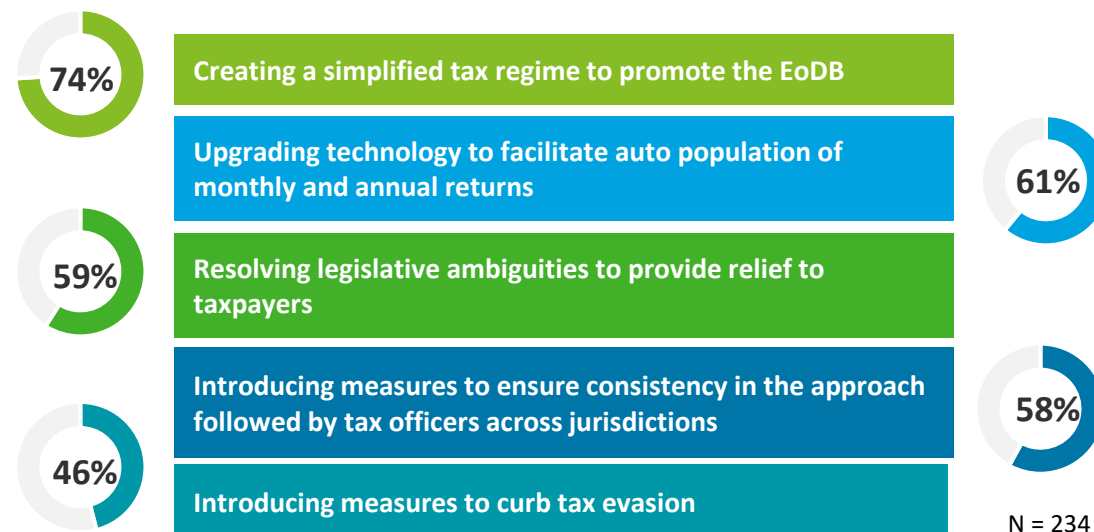 74%
Creating a simplified tax regime to promote the EoDB
Upgrading technology to facilitate auto population of
monthly and annual returns
61%
59%
Resolving legislative ambiguities to provide relief to
taxpayers
Introducing measures to ensure consistency in the approach
followed by tax officers across jurisdictions
58%
46%
Introducing measures to curb tax evasion
N = 234